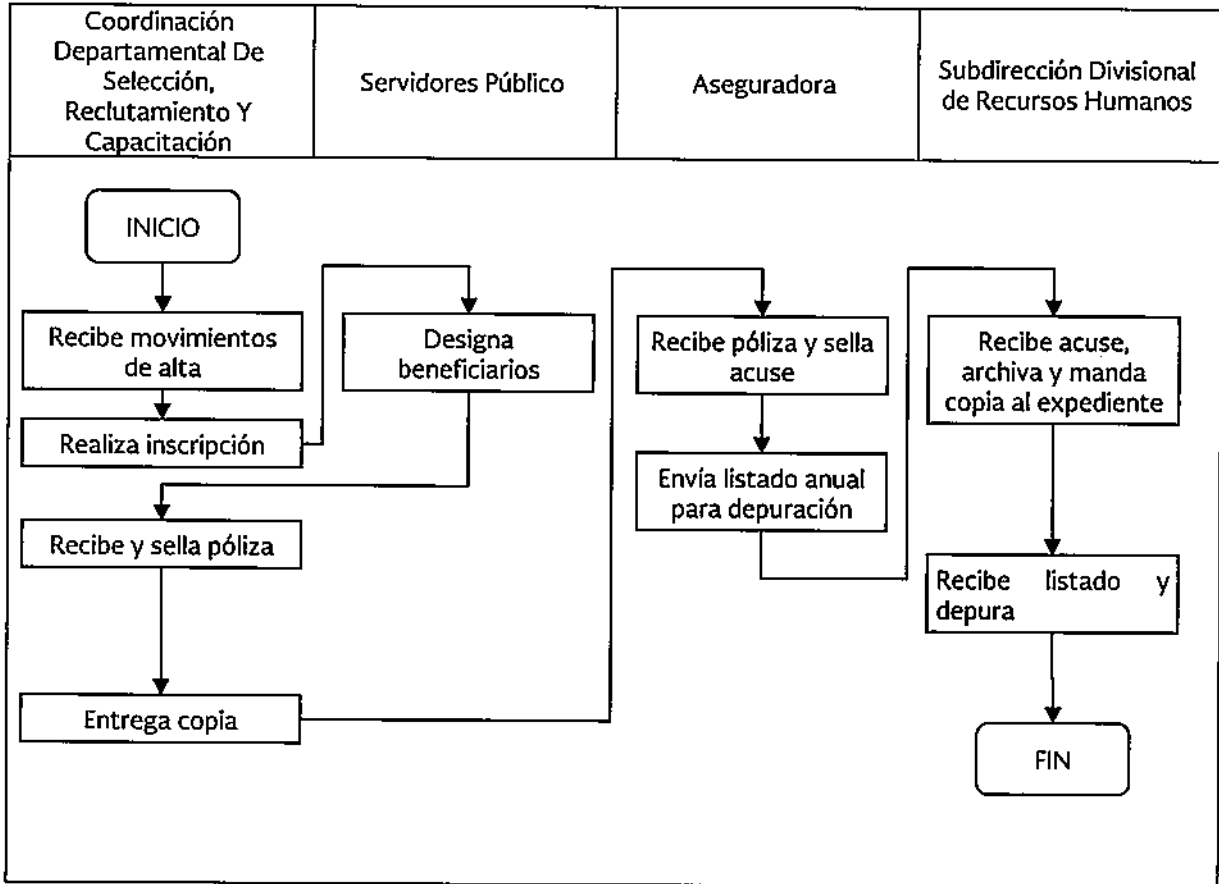 Coordinación
Departamental De
Selección,
Reclutamiento Y
Capacitación
Servidores Público
Aseguradora
Subdirección Divisional
de Recursos Humanos
INICIO
Recibe movimientos
de alta
Realiza inscripción
Recibe y sella póliza
Entrega copia
Designa
beneficiarios
Recibe póliza y sella
acuse
Envía listado anual
para depuración
Recibe acuse,
archiva y manda
copia al expediente
Recibe listado y
depura
FIN